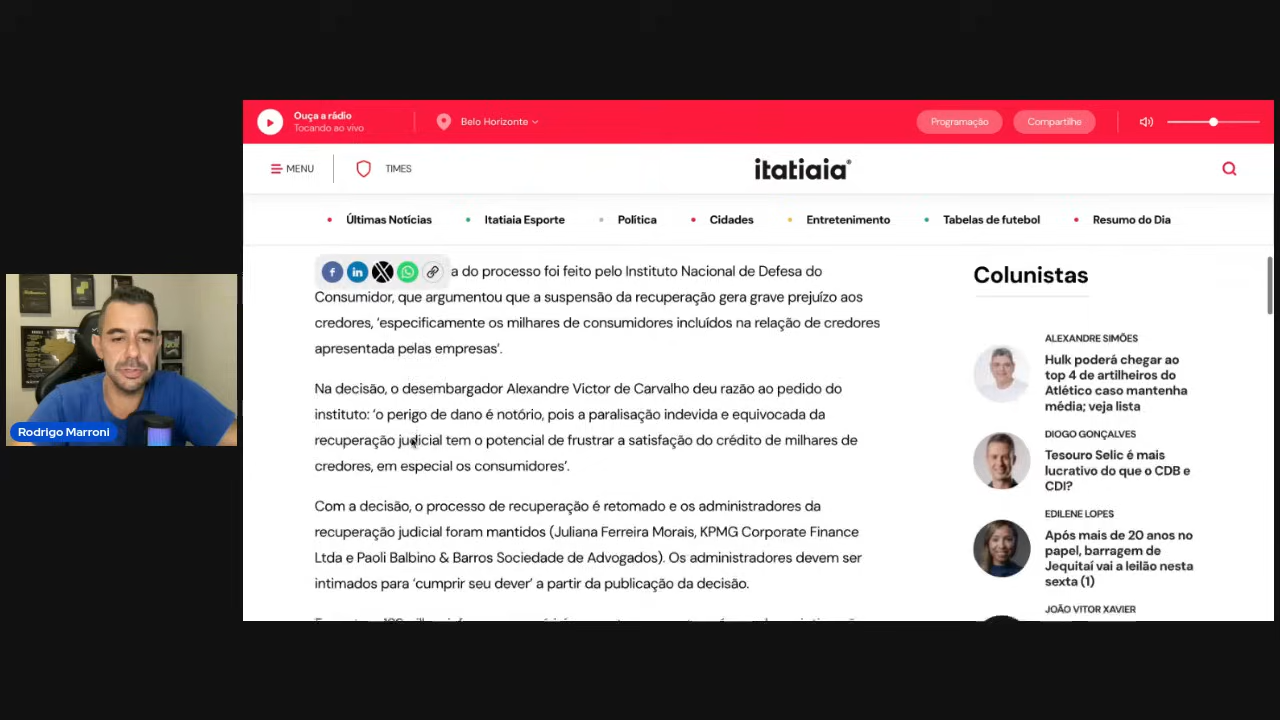 Ouça a rádio
Tocando ao vivo
Belo Horizonte
Programação
Compartilhe
MENU
TIMES
itatiaia®
Últimas Notícias
Itatiaia Esporte
Política
Cidades
Entretenimento
Tabelas de futebol
Resumo do Dia
a do processo foi feito pelo Instituto Nacional de Defesa do
Consumidor, que argumentou que a suspensão da recuperação gera grave prejuízo aos
credores, ‘especificamente os milhares de consumidores incluídos na relação de credores
apresentada pelas empresas’.
Na decisão, o desembargador Alexandre Victor de Carvalho deu razão ao pedido do
instituto: ‘o perigo de dano é notório, pois a paralisação indevida e equivocada da
recuperação judicial tem o potencial de frustrar a satisfação do crédito de milhares de
credores, em especial os consumidores’.
Com a decisão, o processo de recuperação é retomado e os administradores da
recuperação judicial foram mantidos (Juliana Ferreira Morais, KPMG Corporate Finance
Ltda e Paoli Balbino & Barros Sociedade de Advogados). Os administradores devem ser
intimados para ‘cumprir seu dever’ a partir da publicação da decisão.
Colunistas
ALEXANDRE SIMÕES
Hulk poderá chegar ao
top 4 de artilheiros do
Atlético caso mantenha
média; veja lista
DIOGO GONÇALVES
Tesouro Selic é mais
lucrativo do que o CDB e
CDI?
EDILENE LOPES
Após mais de 20 anos no
papel, barragem de
Jequitaí vai a leilão nesta
sexta (1)
JOÃO VITOR XAVIER
Rodrigo Marroni